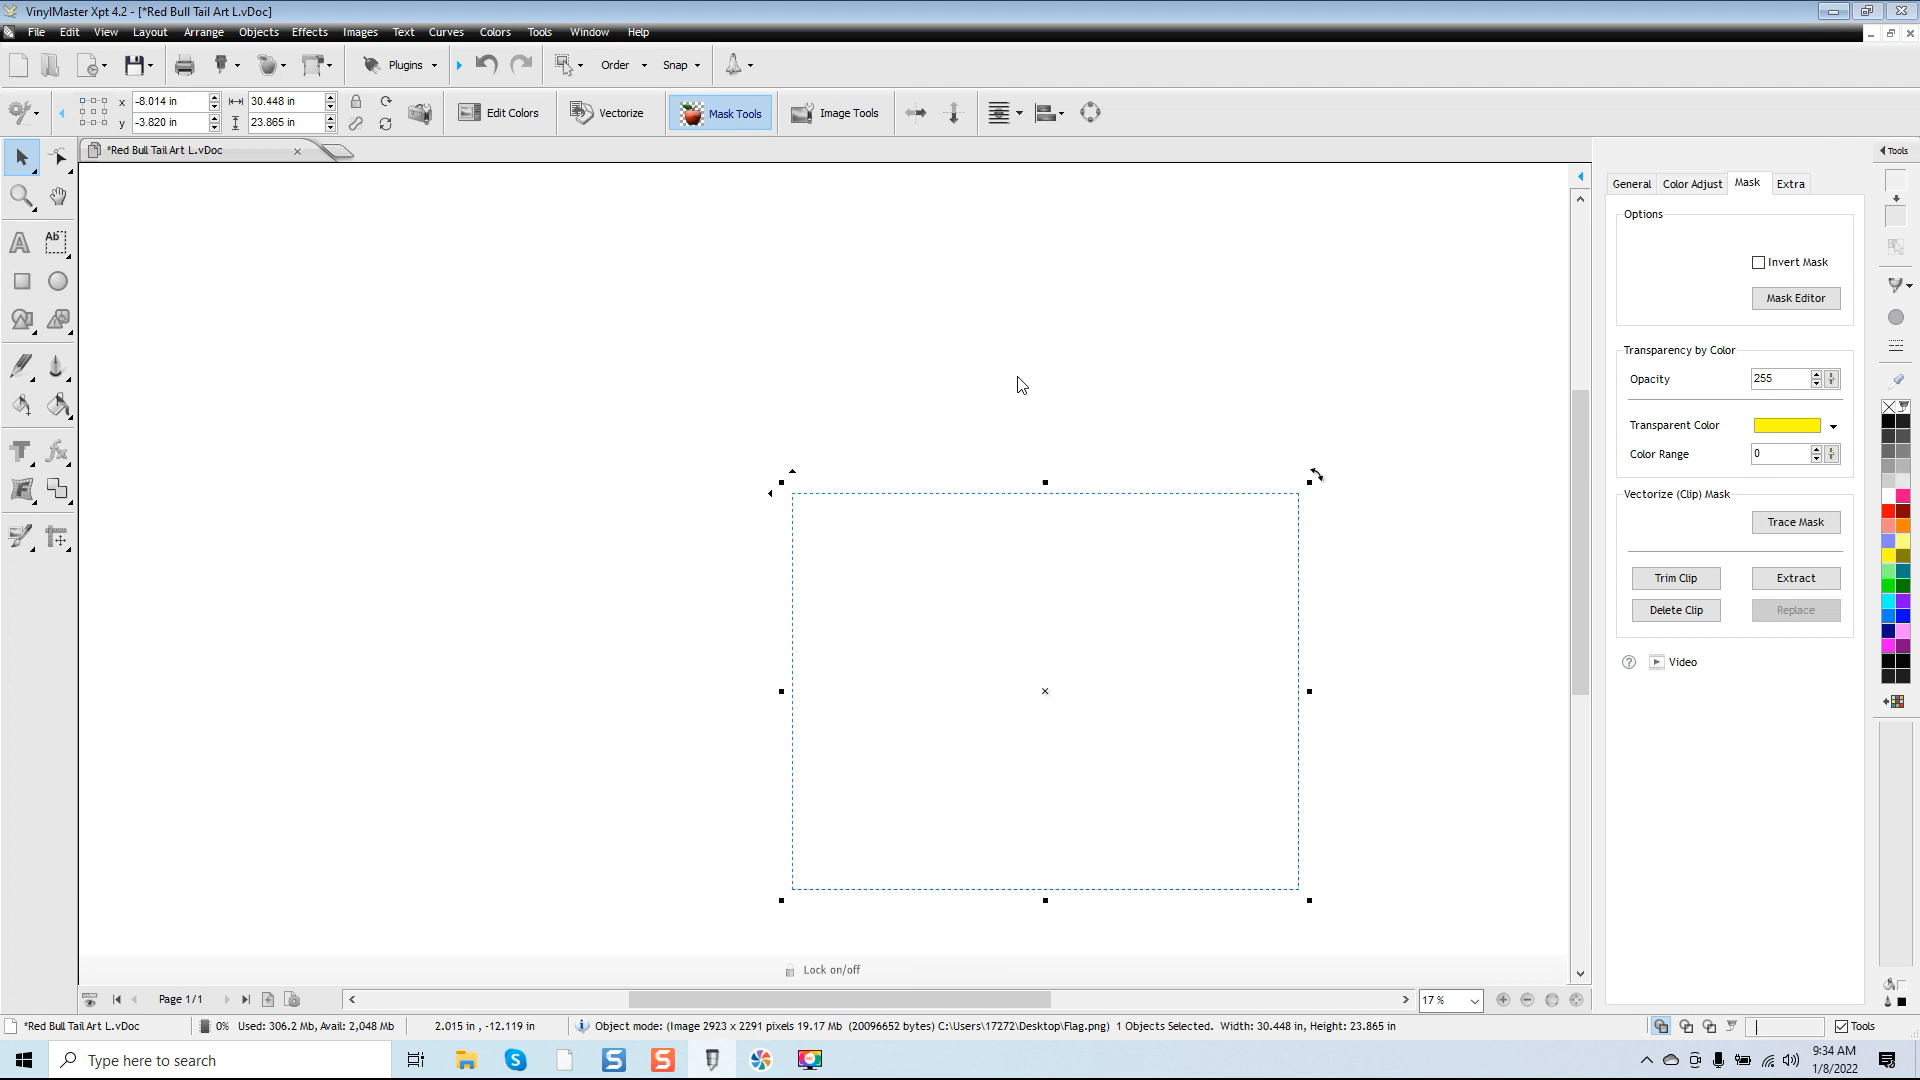 VinylMaster Xpt 4.2 - [*Red Bull Tail Art L.vDoc]
File Edit View Layout Arrange Objects Effects Images Text Curves Colors Tools Window Help
Plugins Order Snap
x -8.014 in 30.448 in
y -3.820 in 23.865 in
Edit Colors Vectorize Mask Tools Image Tools
*Red Bull Tail Art L.vDoc
Tools
General Color Adjust Mask Extra
Options
Invert Mask
Mask Editor
Transparency by Color
Opacity 255
Transparent Color
Color Range 0
Vectorize (Clip) Mask
Trace Mask
Trim Clip Extract
Delete Clip Replace
? Video
A Ab
T fx
Lock on/off
Page 1/1
17 %
*Red Bull Tail Art L.vDoc 0% Used: 306.2 Mb, Avail: 2,048 Mb 2.015 in , -12.119 in Object mode: (Image 2923 x 2291 pixels 19.17 Mb (20096652 bytes) C:\Users\17272\Desktop\Flag.png) 1 Objects Selected. Width: 30.448 in, Height: 23.865 in Tools
Type here to search
S S S
9:34 AM
1/8/2022